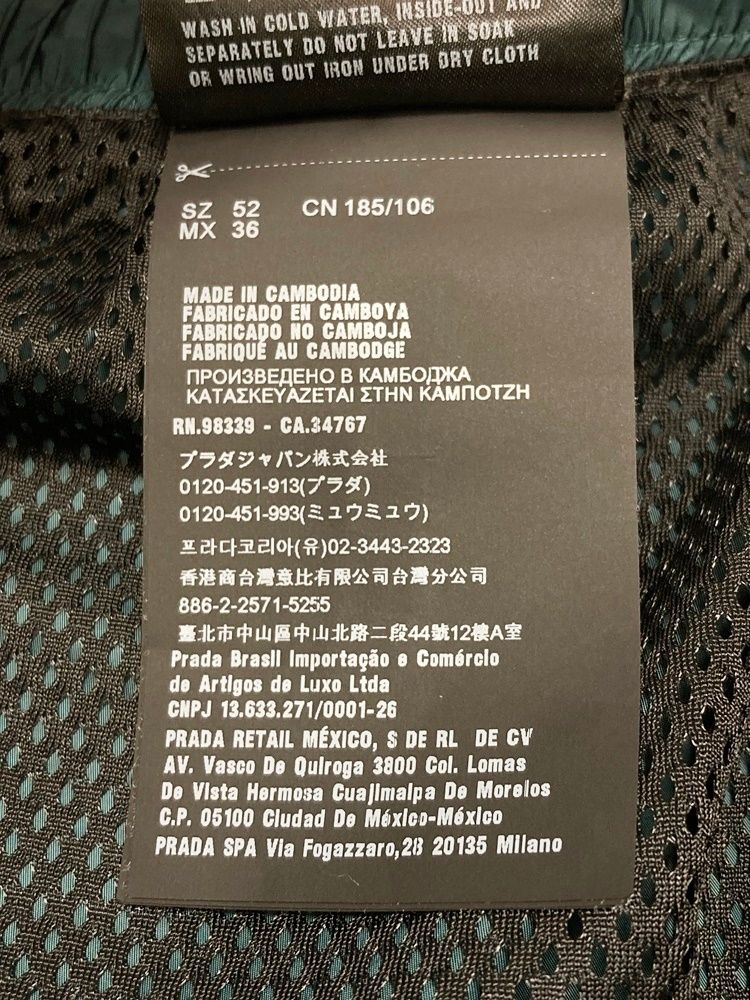 WASH IN COLD WATER, INSIDE-OUT AND
SEPARATELY DO NOT LEAVE IN SOAK
OR WRING OUT IRON UNDER DRY CLOTH
SZ 52 CN 185/106
MX 36
MADE IN CAMBODIA
FABRICADO EN CAMBOYA
FABRICADO NO CAMBOJA
FABRIQUÉ AU CAMBODGE
ПРОИЗВЕДЕНО В КАМБОДЖА
ΚΑΤΑΣΚΕΥΑΖΕΤΑΙ ΣΤΗΝ ΚΑΜΠΟΤΖΗ
RN.98339 - CA.34767
プラダジャパン株式会社
0120-451-913(プラダ)
0120-451-993(ミュウミュウ)
프라다코리아(유)02-3443-2323
香港商台灣意比有限公司台灣分公司
886-2-2571-5255
臺北市中山區中山北路二段44號12樓A室
Prada Brasil Importação e Comércio
de Artigos de Luxo Ltda
CNPJ 13.633.271/0001-26
PRADA RETAIL MÉXICO, S DE RL DE CV
AV. Vasco De Quiroga 3800 Col. Lomas
De Vista Hermosa Cuajimalpa De Morelos
C.P. 05100 Ciudad De México-México
PRADA SPA Via Fogazzaro,28 20135 Milano